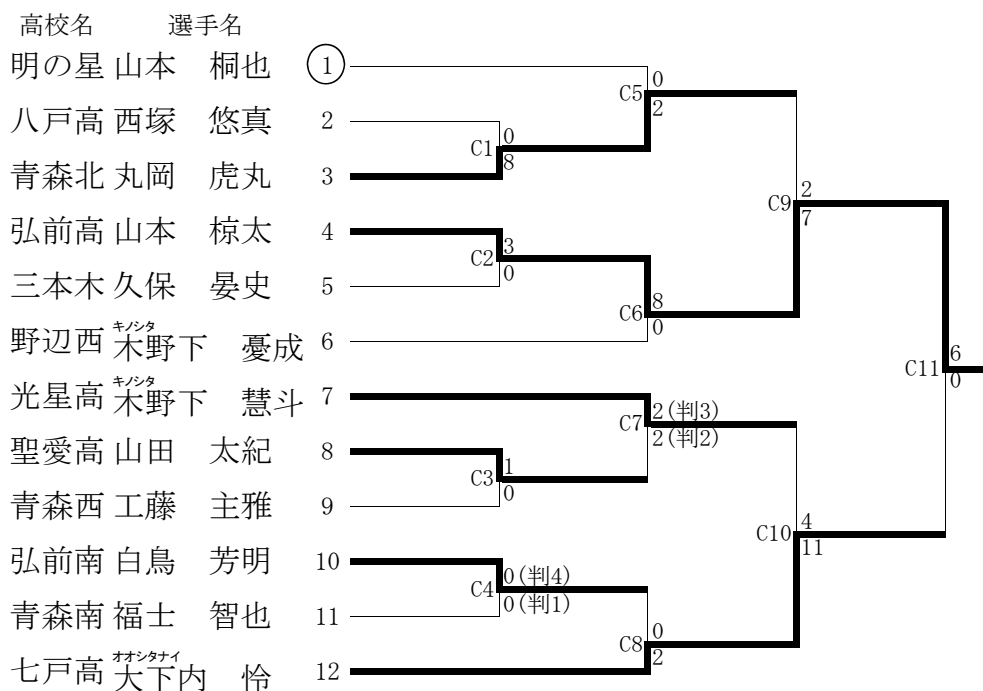 高校名 選手名
明の星 山本 桐也 1
八戸高 西塚 悠真 2
青森北 丸岡 虎丸 3
弘前高 山本 椋太 4
三本木 久保 晏史 5
キノシタ
野辺西 木野下 憂成 6
キノシタ
光星高 木野下 慧斗 7
聖愛高 山田 太紀 8
青森西 工藤 主雅 9
弘前南 白鳥 芳明 10
青森南 福士 智也 11
オオシタナイ
七戸高 大下内 怜 12
C1
0
8
C2
3
0
C3
1
0
C4
0(判4)
0(判1)
C5
0
2
C6
8
0
C7
2(判3)
2(判2)
C8
0
2
C9
2
7
C10
4
11
C11
6
0